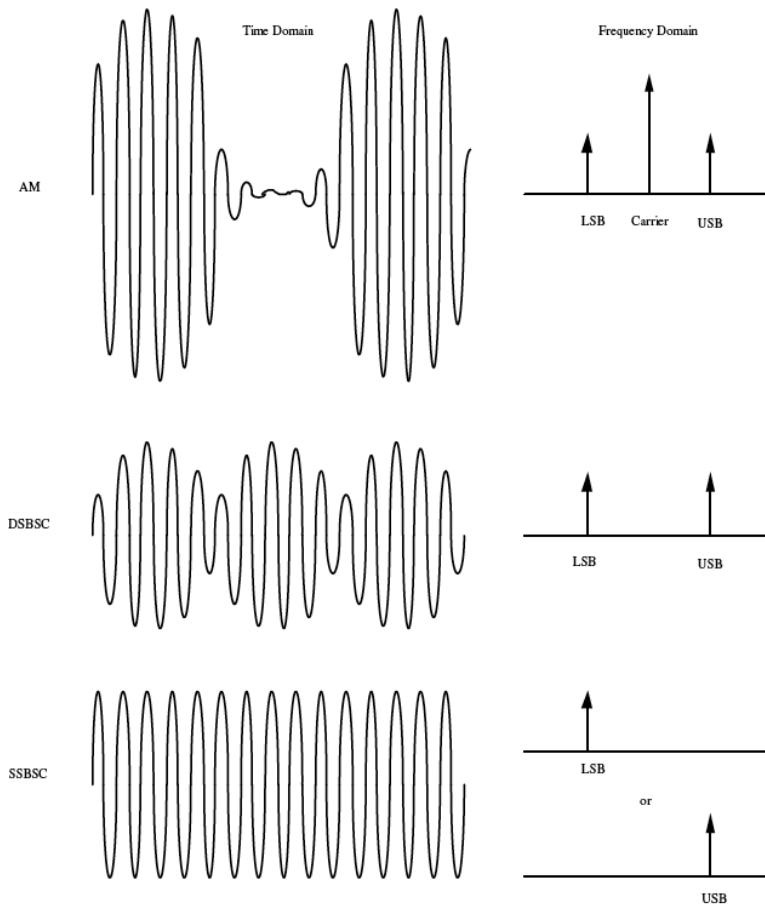 Time Domain
Frequency Domain
AM
LSB
Carrier
USB
DSBSC
LSB
USB
SSBSC
LSB
or
USB